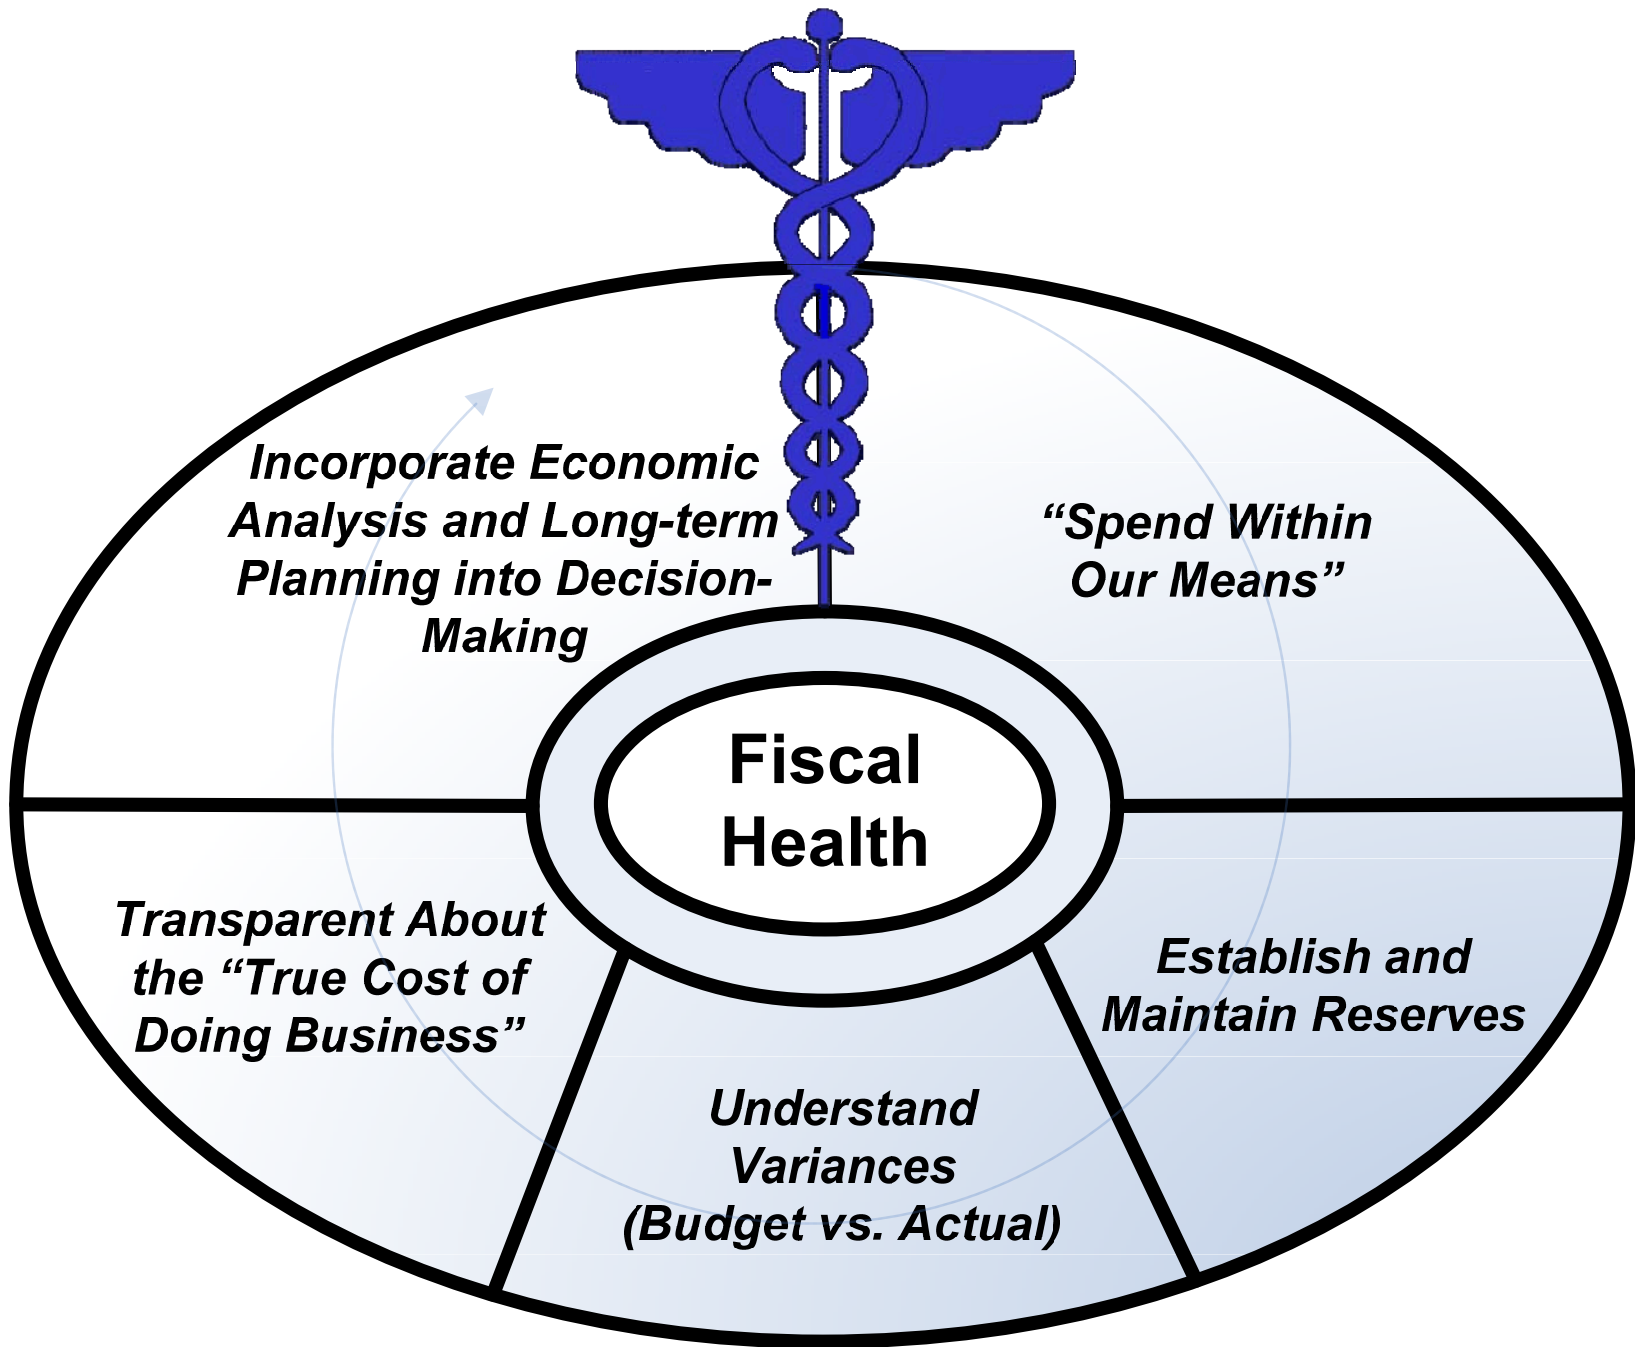 Incorporate Economic
Analysis and Long-term
Planning into Decision-
Making
“Spend Within
Our Means”
Fiscal
Health
Transparent About
the “True Cost of
Doing Business”
Establish and
Maintain Reserves
Understand
Variances
(Budget vs. Actual)